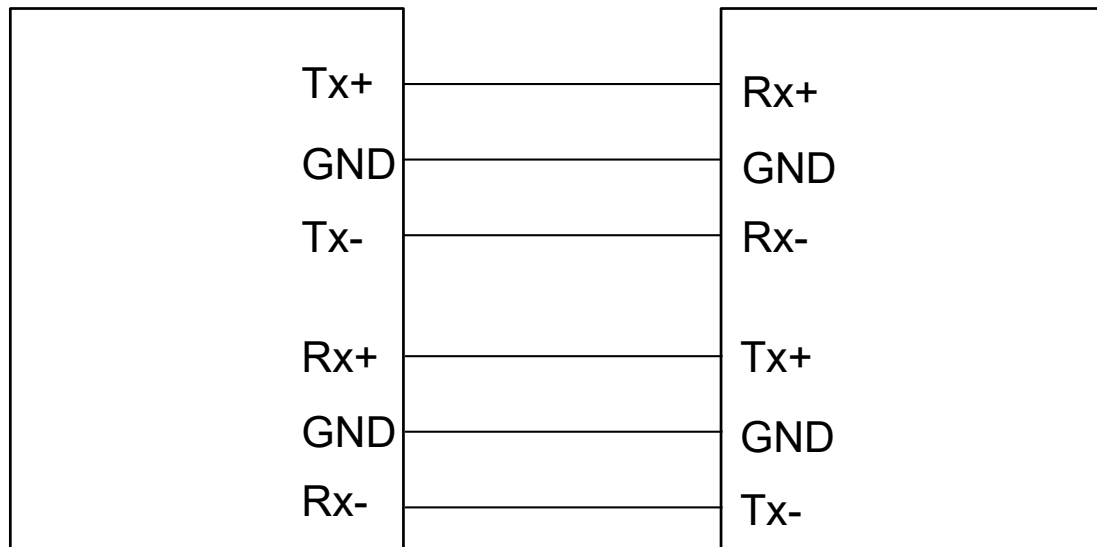 Tx+
GND
Tx-
Rx+
GND
Rx-
Rx+
GND
Rx-
Tx+
GND
Tx-